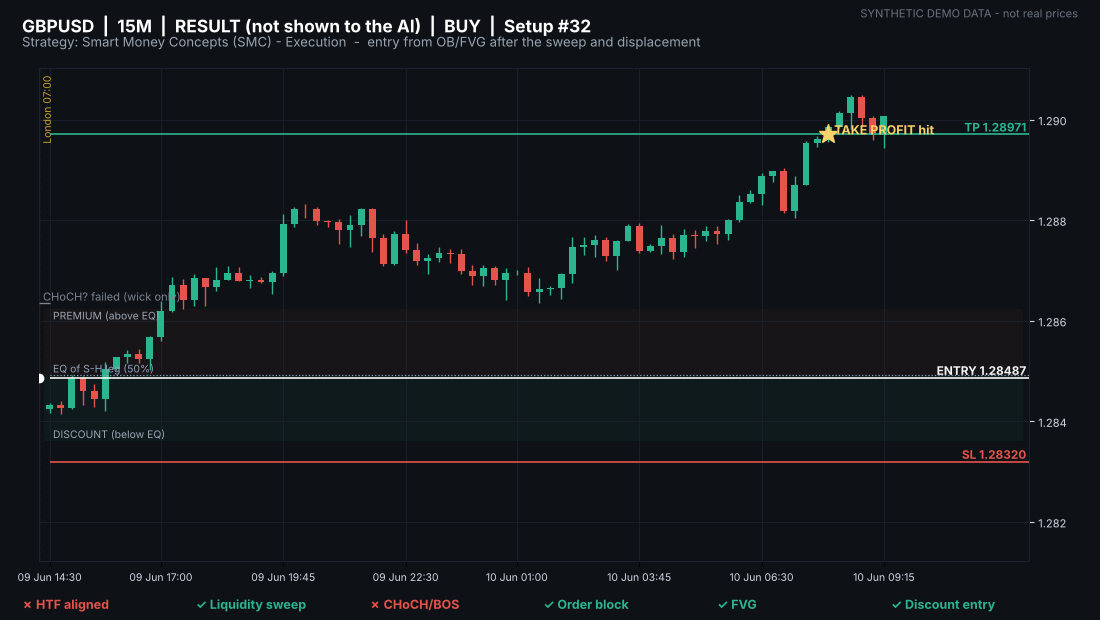 GBPUSD | 15M | RESULT (not shown to the AI) | BUY | Setup #32
SYNTHETIC DEMO DATA - not real prices
Strategy: Smart Money Concepts (SMC) - Execution - entry from OB/FVG after the sweep and displacement
London 07:00
TAKE PROFIT hit
TP 1.28971
1.290
1.288
CHoCH? failed (wick only)
PREMIUM (above EQ)
1.286
EQ of S-H leg (50%)
ENTRY 1.28487
1.284
DISCOUNT (below EQ)
SL 1.28320
1.282
09 Jun 14:30
09 Jun 17:00
09 Jun 19:45
09 Jun 22:30
10 Jun 01:00
10 Jun 03:45
10 Jun 06:30
10 Jun 09:15
× HTF aligned
✓ Liquidity sweep
× CHoCH/BOS
✓ Order block
✓ FVG
✓ Discount entry